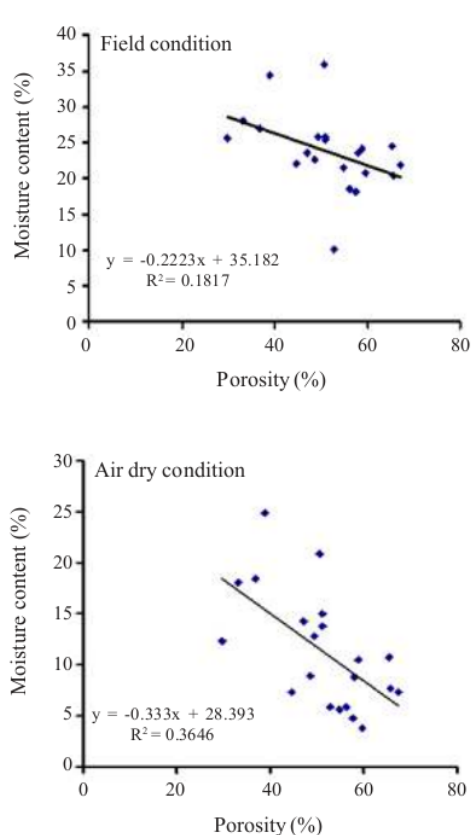 Field condition
Moisture content (%)
40
35
30
25
20
15
10
5
0
y = -0.2223x + 35.182
R² = 0.1817
0 20 40 60 80
Porosity (%)
Air dry condition
Moisture content (%)
30
25
20
15
10
5
0
y = -0.333x + 28.393
R² = 0.3646
0 20 40 60 80
Porosity (%)